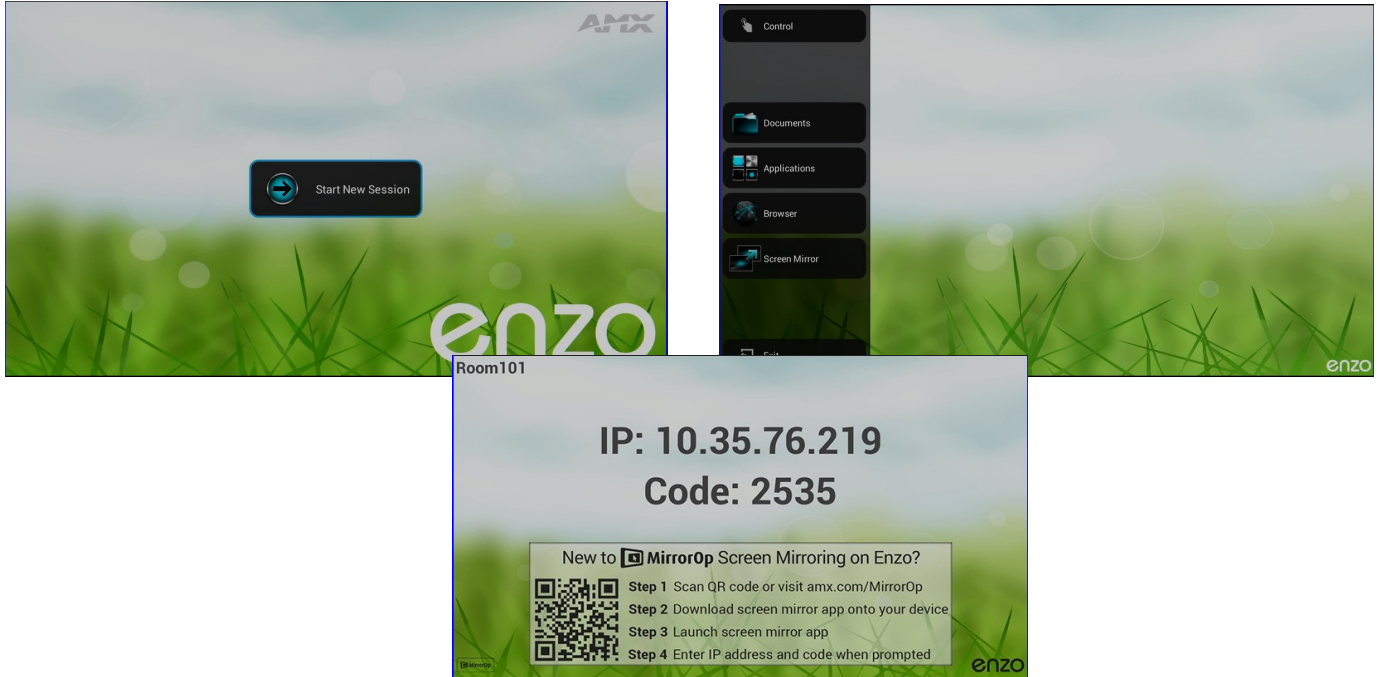 AMX
Start New Session
enzo
Control
Documents
Applications
Browser
Screen Mirror
Exit
enzo
Room101
IP: 10.35.76.219
Code: 2535
New to MirrorOp Screen Mirroring on Enzo?
Step 1 Scan QR code or visit amx.com/MirrorOp
Step 2 Download screen mirror app onto your device
Step 3 Launch screen mirror app
Step 4 Enter IP address and code when prompted
MirrorOp
enzo